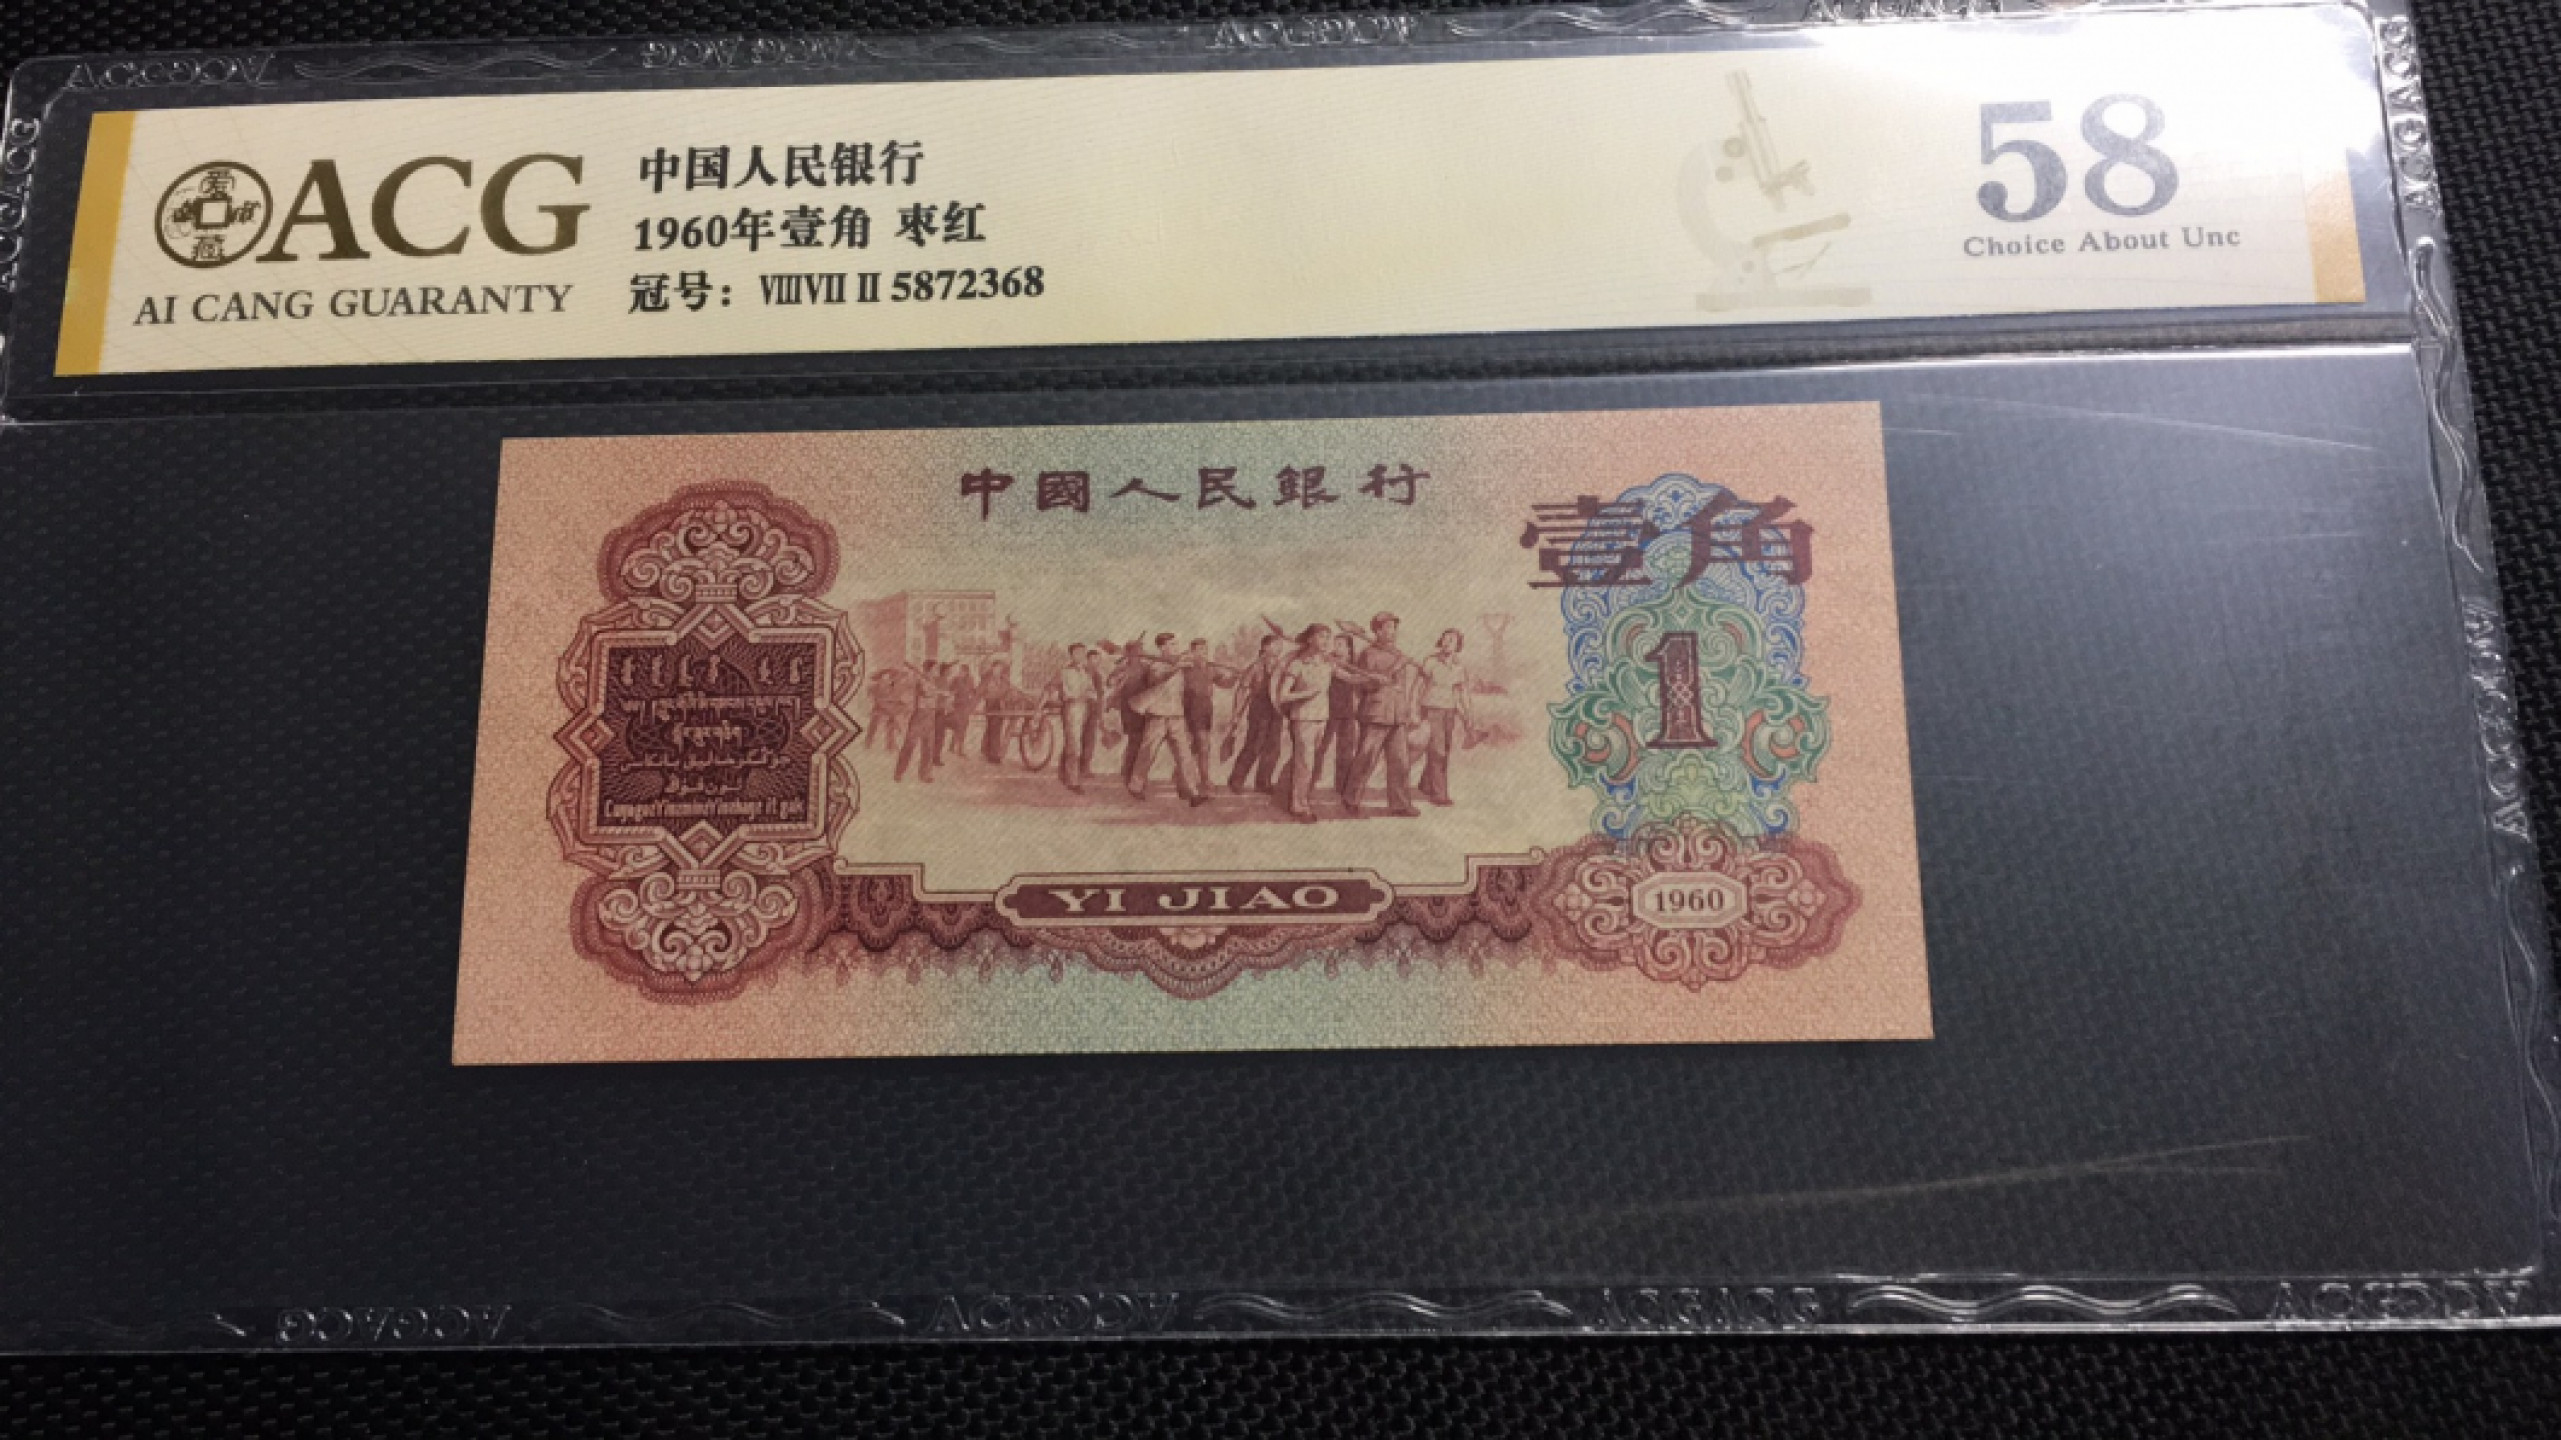 ACG
AI CANG GUARANTY
中国人民银行
1960年壹角 枣红
冠号：ⅧⅦⅡ 5872368
58
Choice About Unc
中國人民銀行
壹角
1
YI JIAO
1960